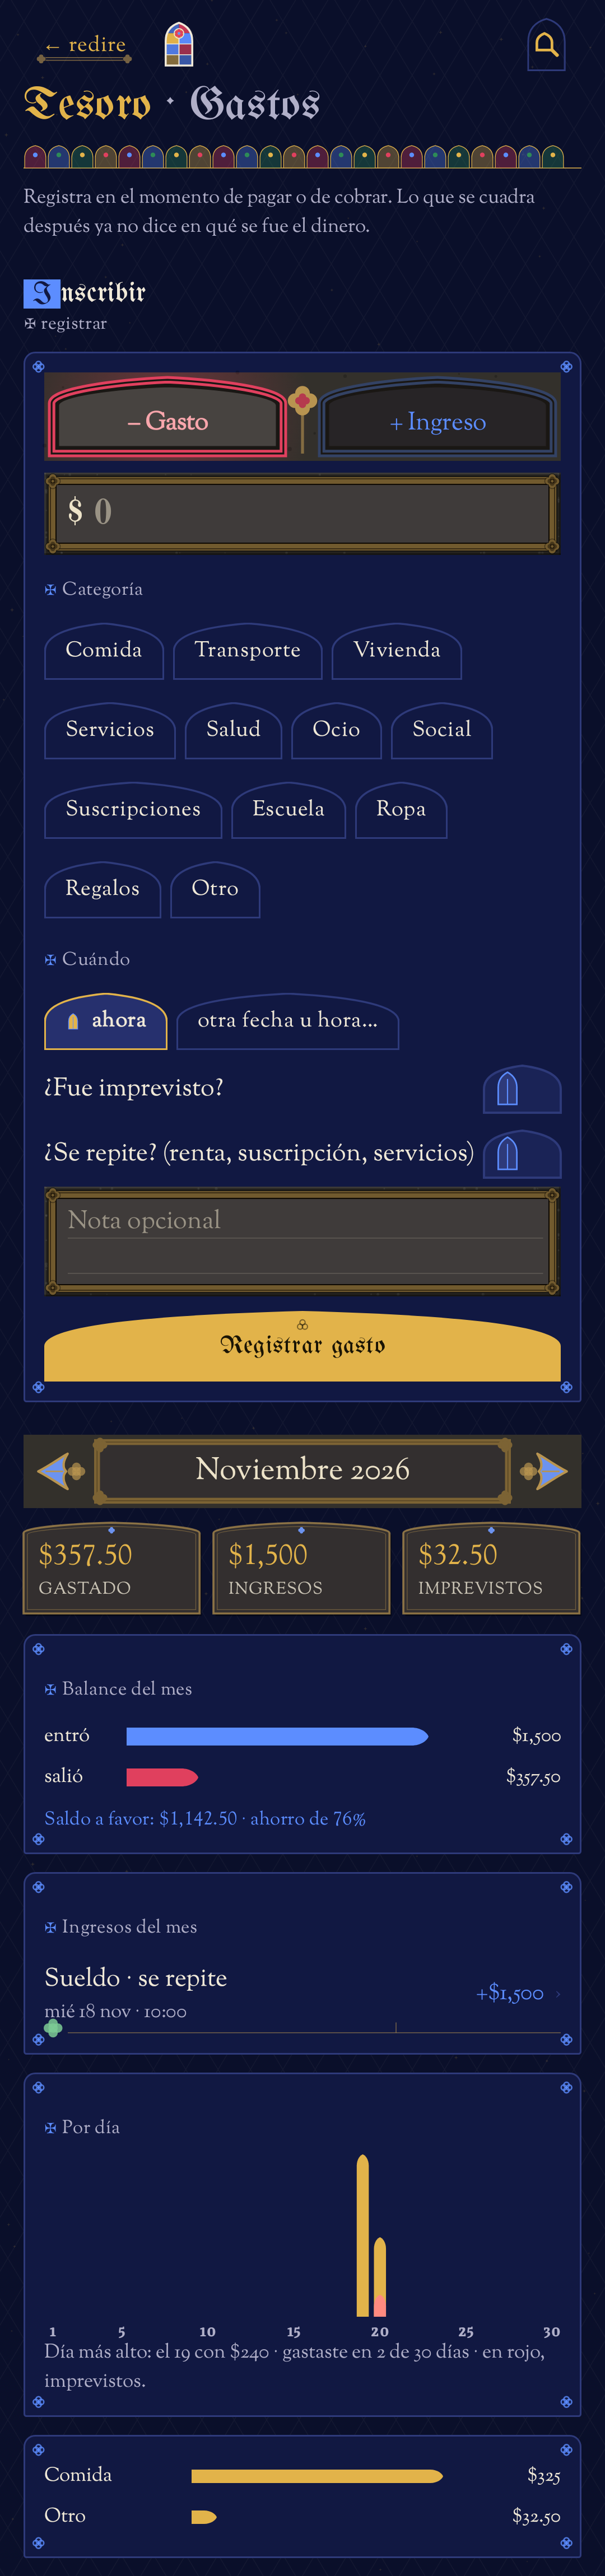 ← redire
Tesoro · Gastos
Registra en el momento de pagar o de cobrar. Lo que se cuadra
después ya no dice en qué se fue el dinero.
Inscribir
✠ registrar
– Gasto
+ Ingreso
$ 0
✠ Categoría
Comida
Transporte
Vivienda
Servicios
Salud
Ocio
Social
Suscripciones
Escuela
Ropa
Regalos
Otro
✠ Cuándo
ahora
otra fecha u hora...
¿Fue imprevisto?
¿Se repite? (renta, suscripción, servicios)
Nota opcional
Registrar gasto
Noviembre 2026
$357.50
GASTADO
$1,500
INGRESOS
$32.50
IMPREVISTOS
✠ Balance del mes
entró $1,500
salió $357.50
Saldo a favor: $1,142.50 · ahorro de 76%
✠ Ingresos del mes
Sueldo · se repite
mié 18 nov · 10:00
+$1,500 ›
✠ Por día
1 5 10 15 20 25 30
Día más alto: el 19 con $240 · gastaste en 2 de 30 días · en rojo,
imprevistos.
Comida $325
Otro $32.50